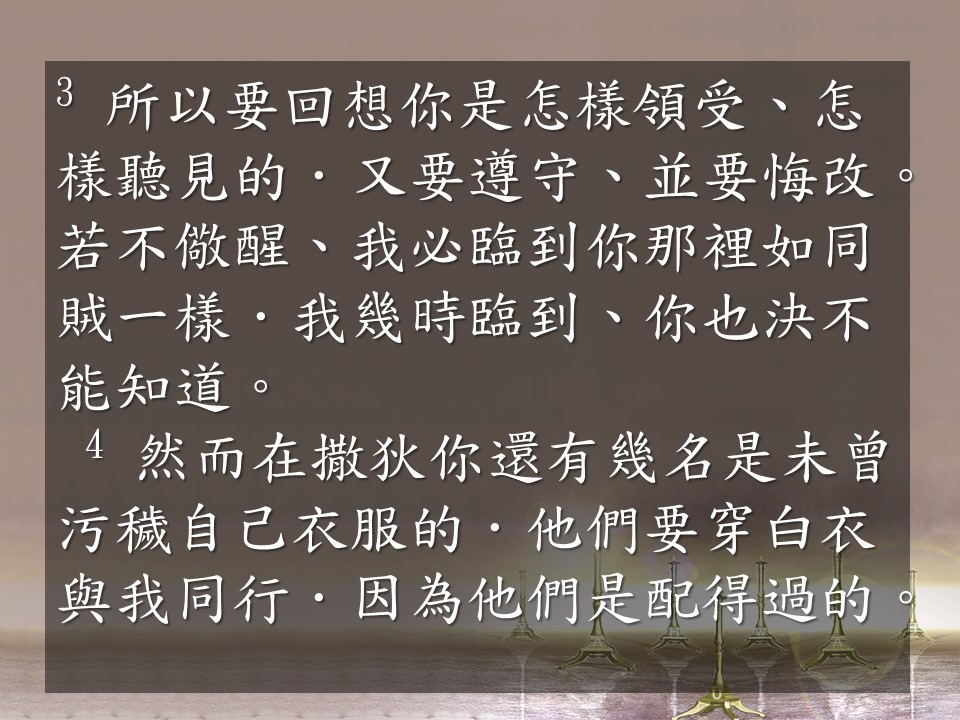 3 所以要回想你是怎樣領受、怎
樣聽見的．又要遵守、並要悔改。
若不儆醒、我必臨到你那裡如同
賊一樣．我幾時臨到、你也決不
能知道。
4 然而在撒狄你還有幾名是未曾
污穢自己衣服的．他們要穿白衣
與我同行．因為他們是配得過的。